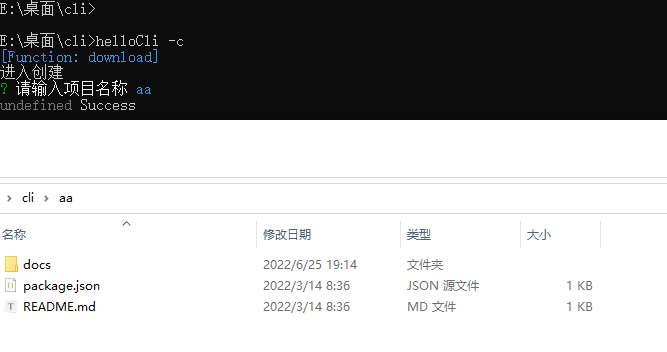 E:\桌面\cli>
E:\桌面\cli>helloCli -c
[Function: download]
进入创建
? 请输入项目名称 aa
undefined Success
cli aa
名称 修改日期 类型 大小
docs 2022/6/25 19:14 文件夹
package.json 2022/3/14 8:36 JSON 源文件 1 KB
README.md 2022/3/14 8:36 MD 文件 1 KB